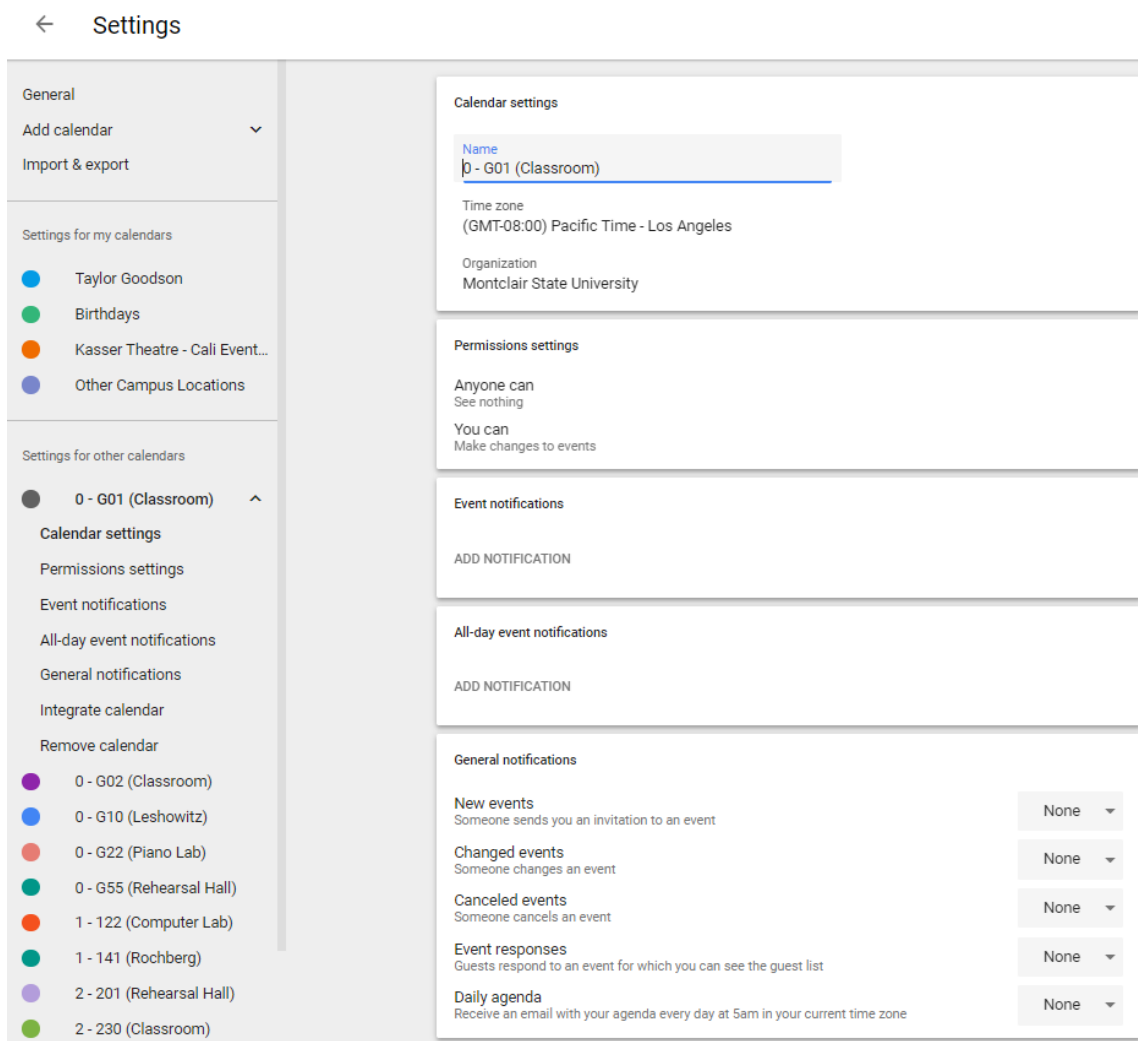 Settings
General
Add calendar
Import & export
Settings for my calendars
Taylor Goodson
Birthdays
Kasser Theatre - Cali Event...
Other Campus Locations
Settings for other calendars
0 - G01 (Classroom)
Calendar settings
Permissions settings
Event notifications
All-day event notifications
General notifications
Integrate calendar
Remove calendar
0 - G02 (Classroom)
0 - G10 (Leshowitz)
0 - G22 (Piano Lab)
0 - G55 (Rehearsal Hall)
1 - 122 (Computer Lab)
1 - 141 (Rochberg)
2 - 201 (Rehearsal Hall)
2 - 230 (Classroom)
Calendar settings
Name
0 - G01 (Classroom)
Time zone
(GMT-08:00) Pacific Time - Los Angeles
Organization
Montclair State University
Permissions settings
Anyone can
See nothing
You can
Make changes to events
Event notifications
ADD NOTIFICATION
All-day event notifications
ADD NOTIFICATION
General notifications
New events None
Someone sends you an invitation to an event
Changed events None
Someone changes an event
Canceled events None
Someone cancels an event
Event responses None
Guests respond to an event for which you can see the guest list
Daily agenda None
Receive an email with your agenda every day at 5am in your current time zone